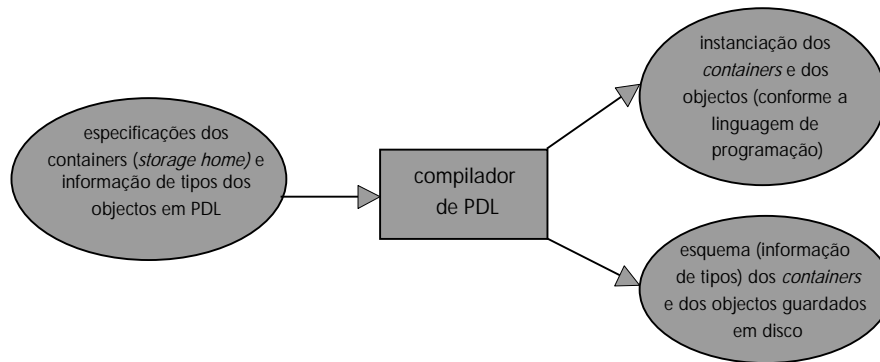 especificações dos
containers (storage home) e
informação de tipos dos
objectos em PDL
compilador
de PDL
instanciação dos
containers e dos
objectos (conforme a
linguagem de
programação)
esquema (informação
de tipos) dos containers
e dos objectos guardados
em disco